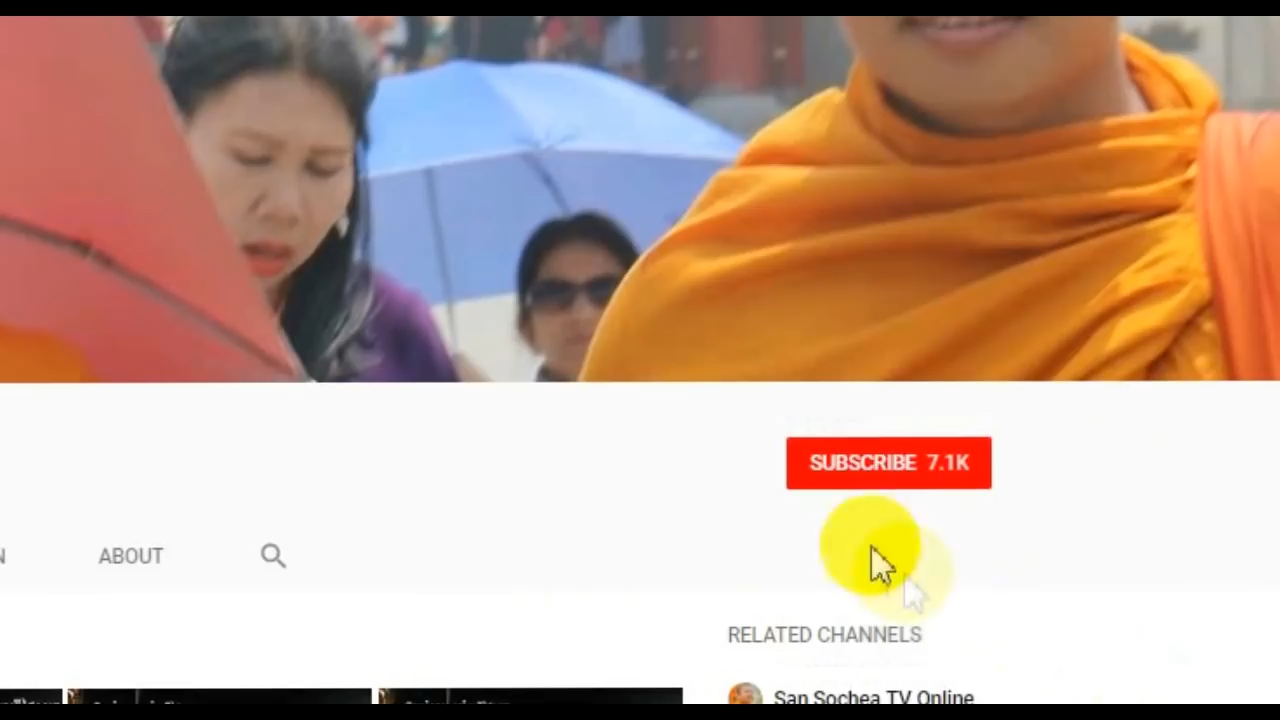 SUBSCRIBE 7.1K
ABOUT
RELATED CHANNELS
San Sochea TV Online